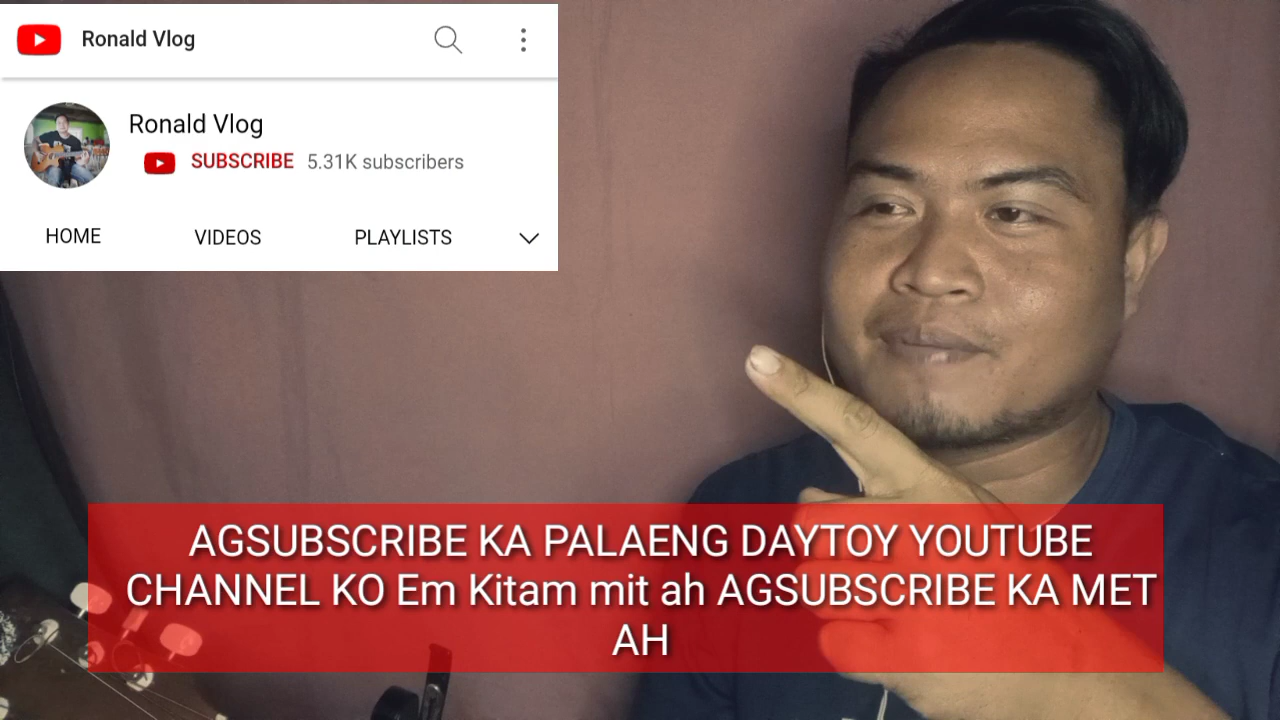 Ronald Vlog
Ronald Vlog
SUBSCRIBE 5.31K subscribers
HOME VIDEOS PLAYLISTS
AGSUBSCRIBE KA PALAENG DAYTOY YOUTUBE
CHANNEL KO Em Kitam mit ah AGSUBSCRIBE KA MET
AH